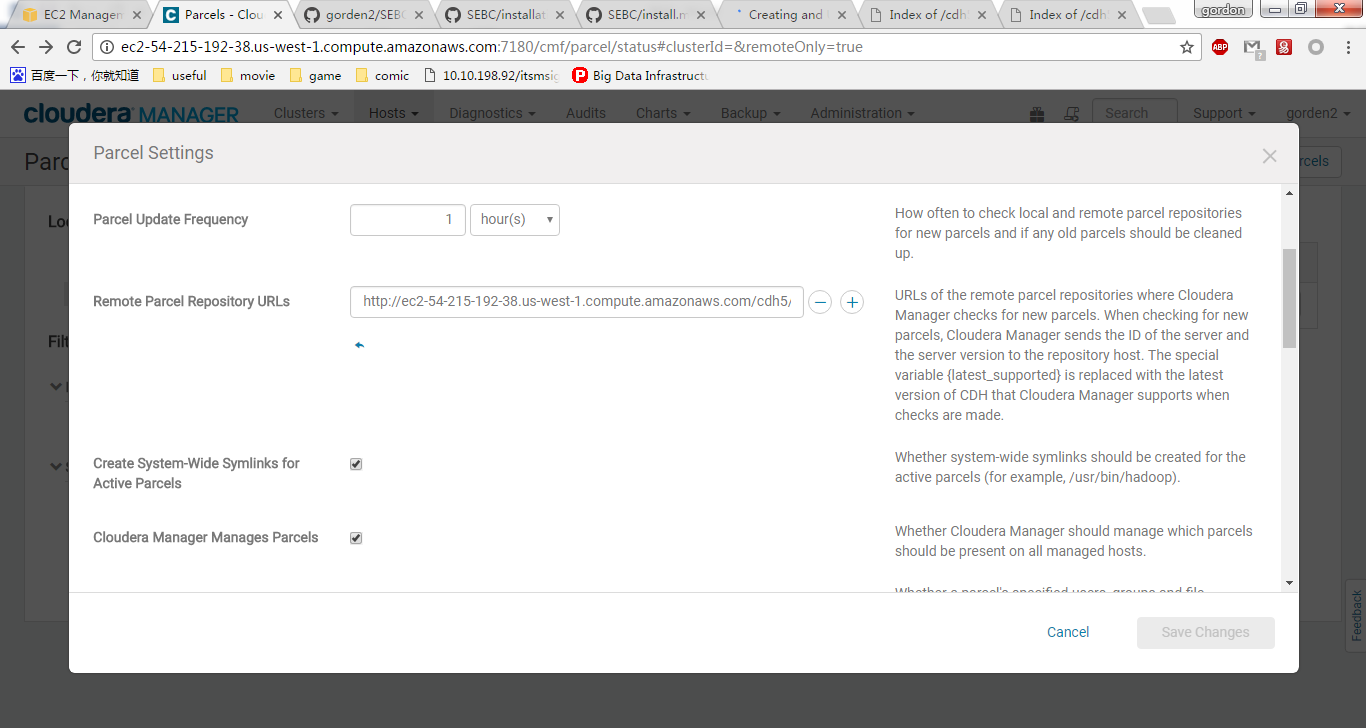 EC2 Managem
Parcels - Clou
gorden2/SEBC
SEBC/installat
SEBC/install.m
Creating and
Index of /cdh
Index of /cdh
gordon
ec2-54-215-192-38.us-west-1.compute.amazonaws.com:7180/cmf/parcel/status#clusterId=&remoteOnly=true
ABP
百度一下，你就知道
useful
movie
game
comic
10.10.198.92/itsmsig
Big Data Infrastructu
cloudera MANAGER
Clusters
Hosts
Diagnostics
Audits
Charts
Backup
Administration
Search
Support
gorden2
Parc
rcels
Loc
Filt
Parcel Settings
Parcel Update Frequency
1
hour(s)
How often to check local and remote parcel repositories
for new parcels and if any old parcels should be cleaned
up.
Remote Parcel Repository URLs
http://ec2-54-215-192-38.us-west-1.compute.amazonaws.com/cdh5/
URLs of the remote parcel repositories where Cloudera
Manager checks for new parcels. When checking for new
parcels, Cloudera Manager sends the ID of the server and
the server version to the repository host. The special
variable {latest_supported} is replaced with the latest
version of CDH that Cloudera Manager supports when
checks are made.
Create System-Wide Symlinks for
Active Parcels
Whether system-wide symlinks should be created for the
active parcels (for example, /usr/bin/hadoop).
Cloudera Manager Manages Parcels
Whether Cloudera Manager should manage which parcels
should be present on all managed hosts.
Whether a parcel's specified users, groups and file
Cancel
Save Changes
Feedback